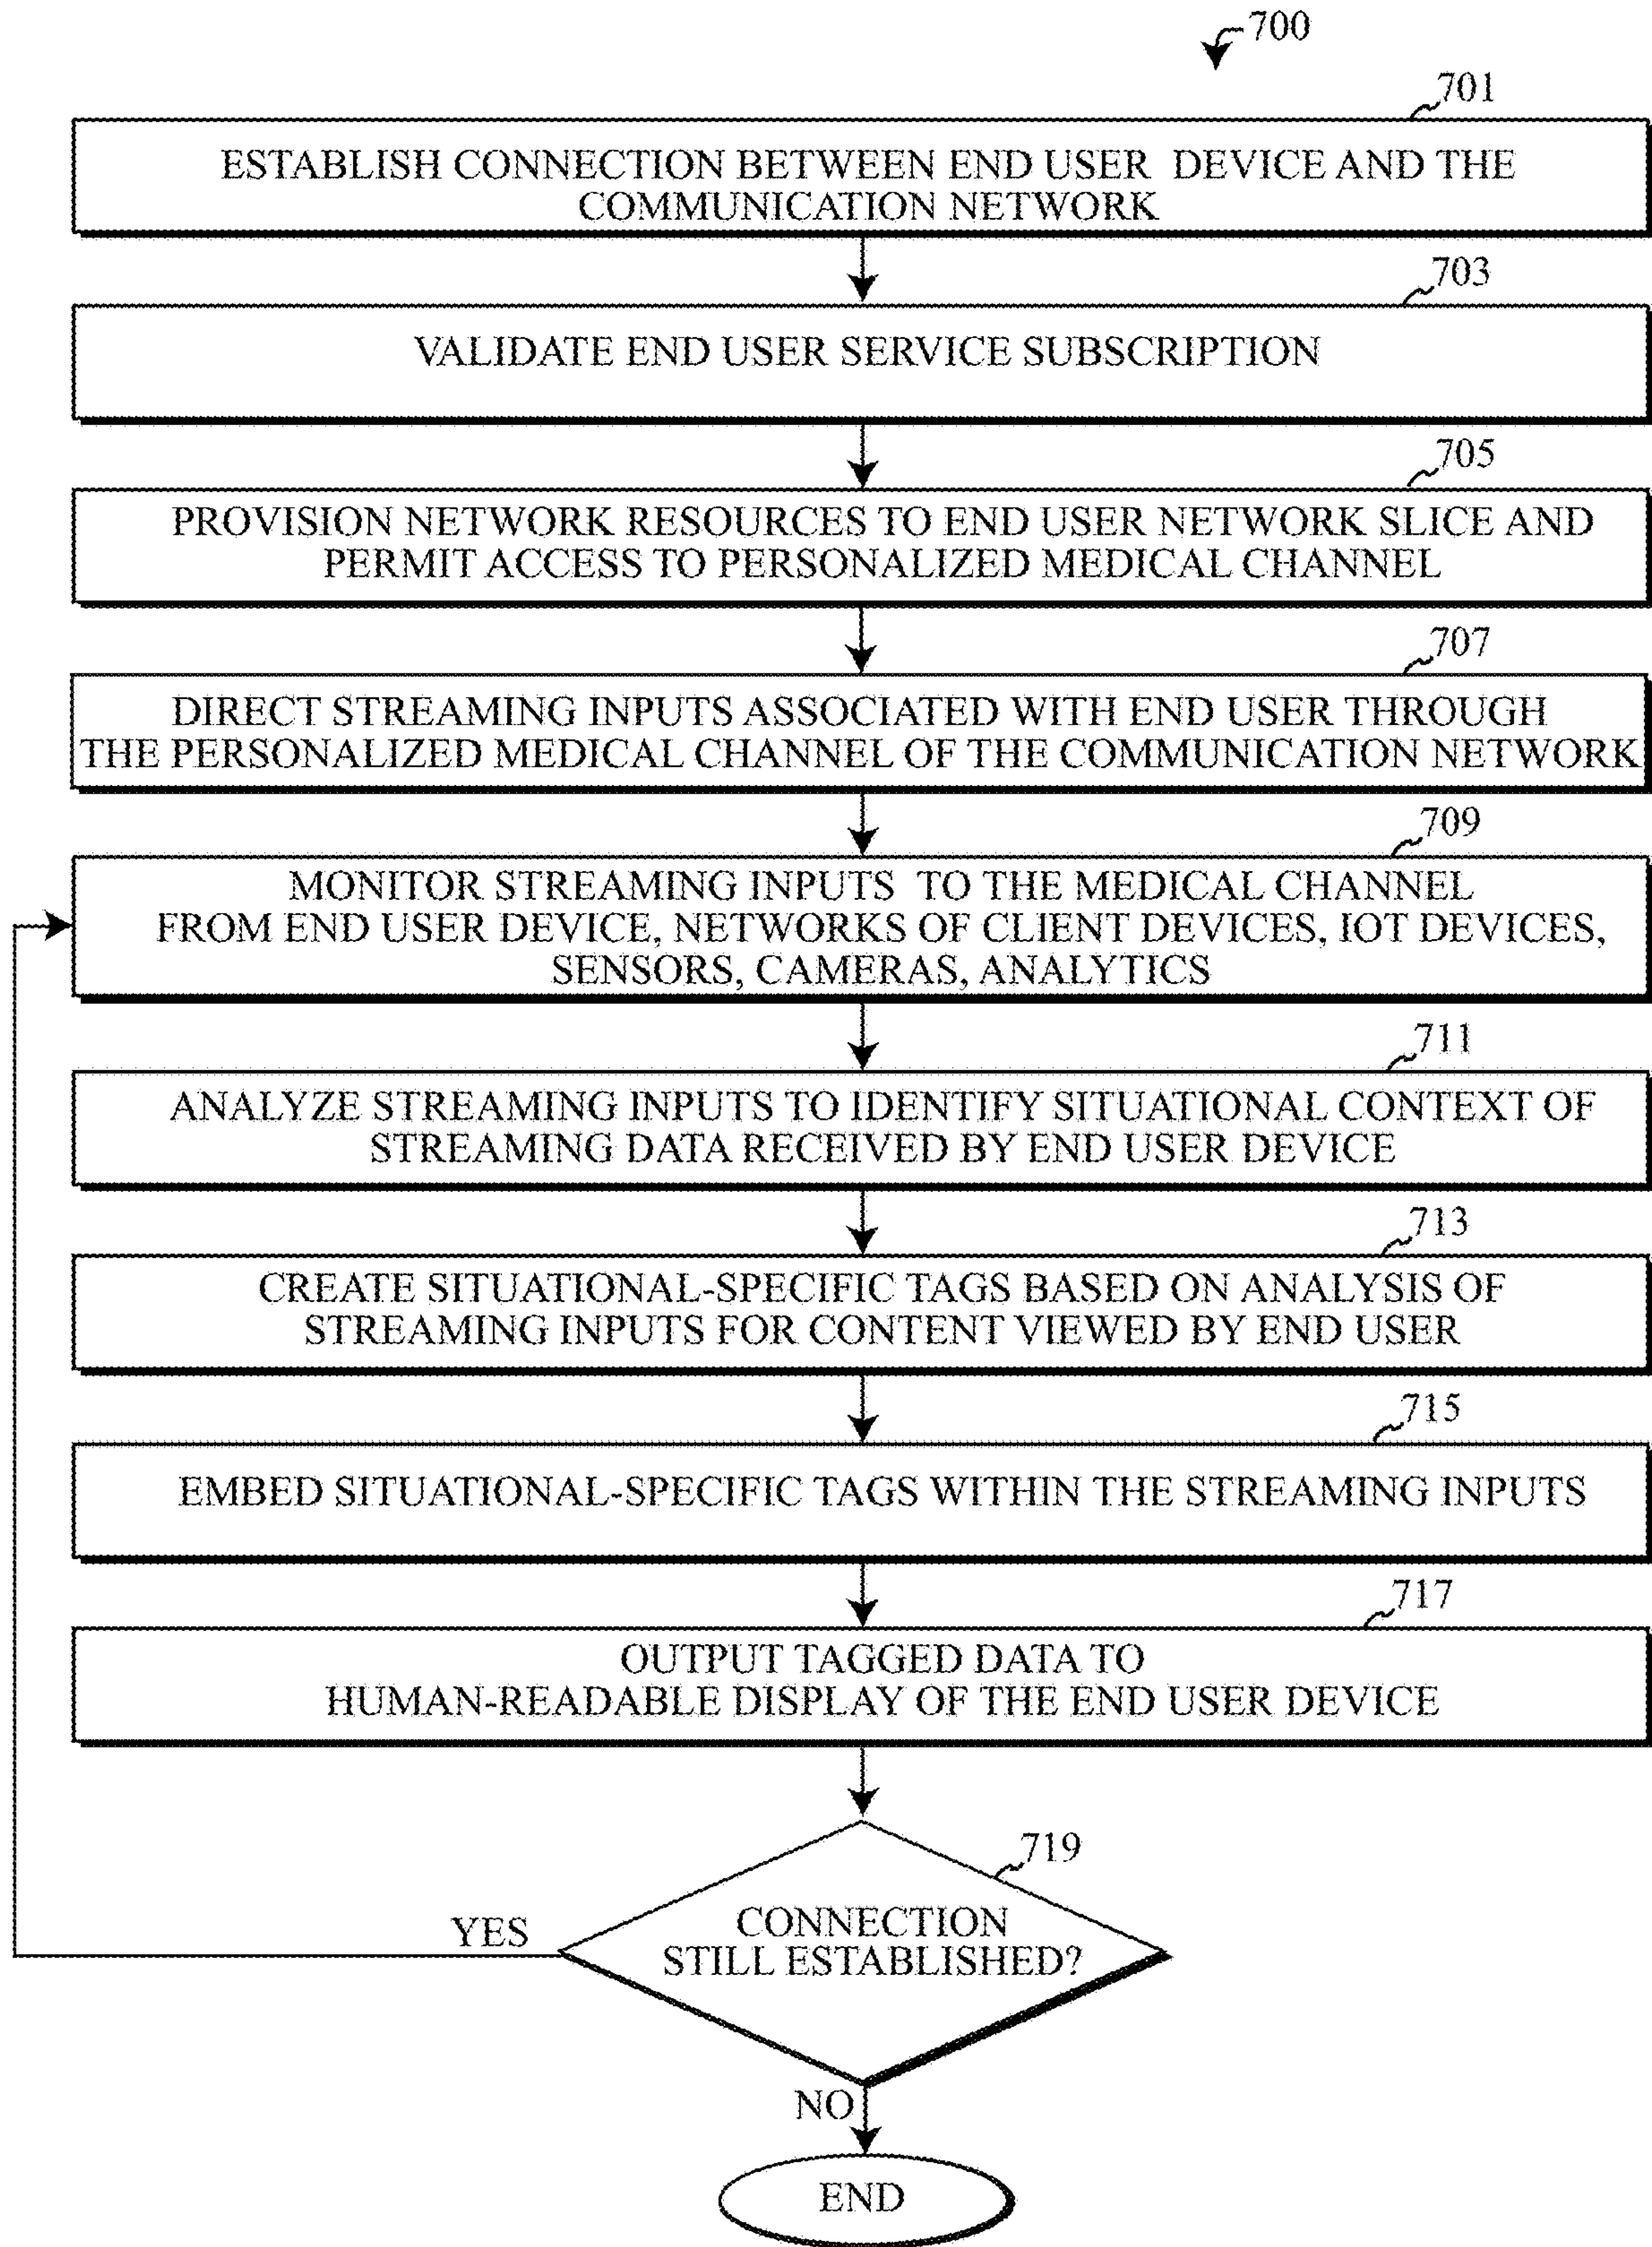 700
701
ESTABLISH CONNECTION BETWEEN END USER DEVICE AND THE
COMMUNICATION NETWORK
703
VALIDATE END USER SERVICE SUBSCRIPTION
705
PROVISION NETWORK RESOURCES TO END USER NETWORK SLICE AND
PERMIT ACCESS TO PERSONALIZED MEDICAL CHANNEL
707
DIRECT STREAMING INPUTS ASSOCIATED WITH END USER THROUGH
THE PERSONALIZED MEDICAL CHANNEL OF THE COMMUNICATION NETWORK
709
MONITOR STREAMING INPUTS TO THE MEDICAL CHANNEL
FROM END USER DEVICE, NETWORKS OF CLIENT DEVICES, IOT DEVICES,
SENSORS, CAMERAS, ANALYTICS
711
ANALYZE STREAMING INPUTS TO IDENTIFY SITUATIONAL CONTEXT OF
STREAMING DATA RECEIVED BY END USER DEVICE
713
CREATE SITUATIONAL-SPECIFIC TAGS BASED ON ANALYSIS OF
STREAMING INPUTS FOR CONTENT VIEWED BY END USER
715
EMBED SITUATIONAL-SPECIFIC TAGS WITHIN THE STREAMING INPUTS
717
OUTPUT TAGGED DATA TO
HUMAN-READABLE DISPLAY OF THE END USER DEVICE
719
CONNECTION
STILL ESTABLISHED?
YES
NO
END